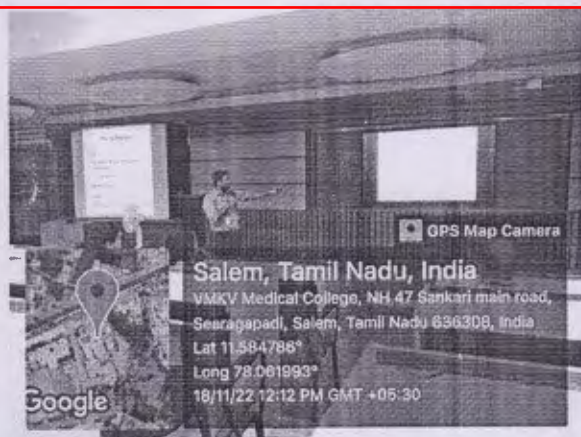 GPS Map Camera
Salem, Tamil Nadu, India
VMKV Medical College, NH 47 Sankari main road,
Searagapadi, Salem, Tamil Nadu 636308, India
Lat 11.584786°
Long 78.061993°
18/11/22 12:12 PM GMT +05:30
Google